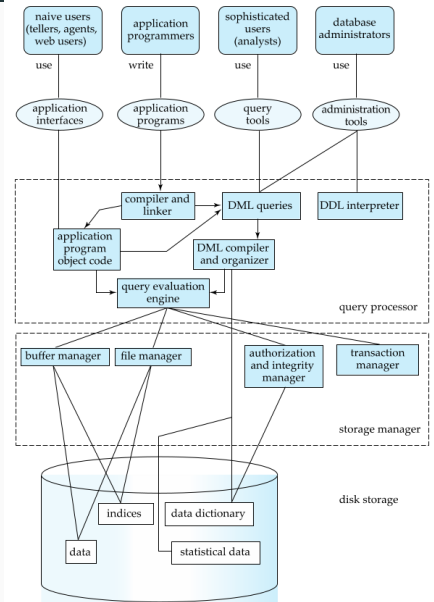 naive users
(tellers, agents,
web users)
application
programmers
sophisticated
users
(analysts)
database
administrators
use
write
use
use
application
interfaces
application
programs
query
tools
administration
tools
compiler and
linker
DML queries
DDL interpreter
application
program
object code
DML compiler
and organizer
query evaluation
engine
query processor
buffer manager
file manager
authorization
and integrity
manager
transaction
manager
storage manager
disk storage
indices
data dictionary
data
statistical data